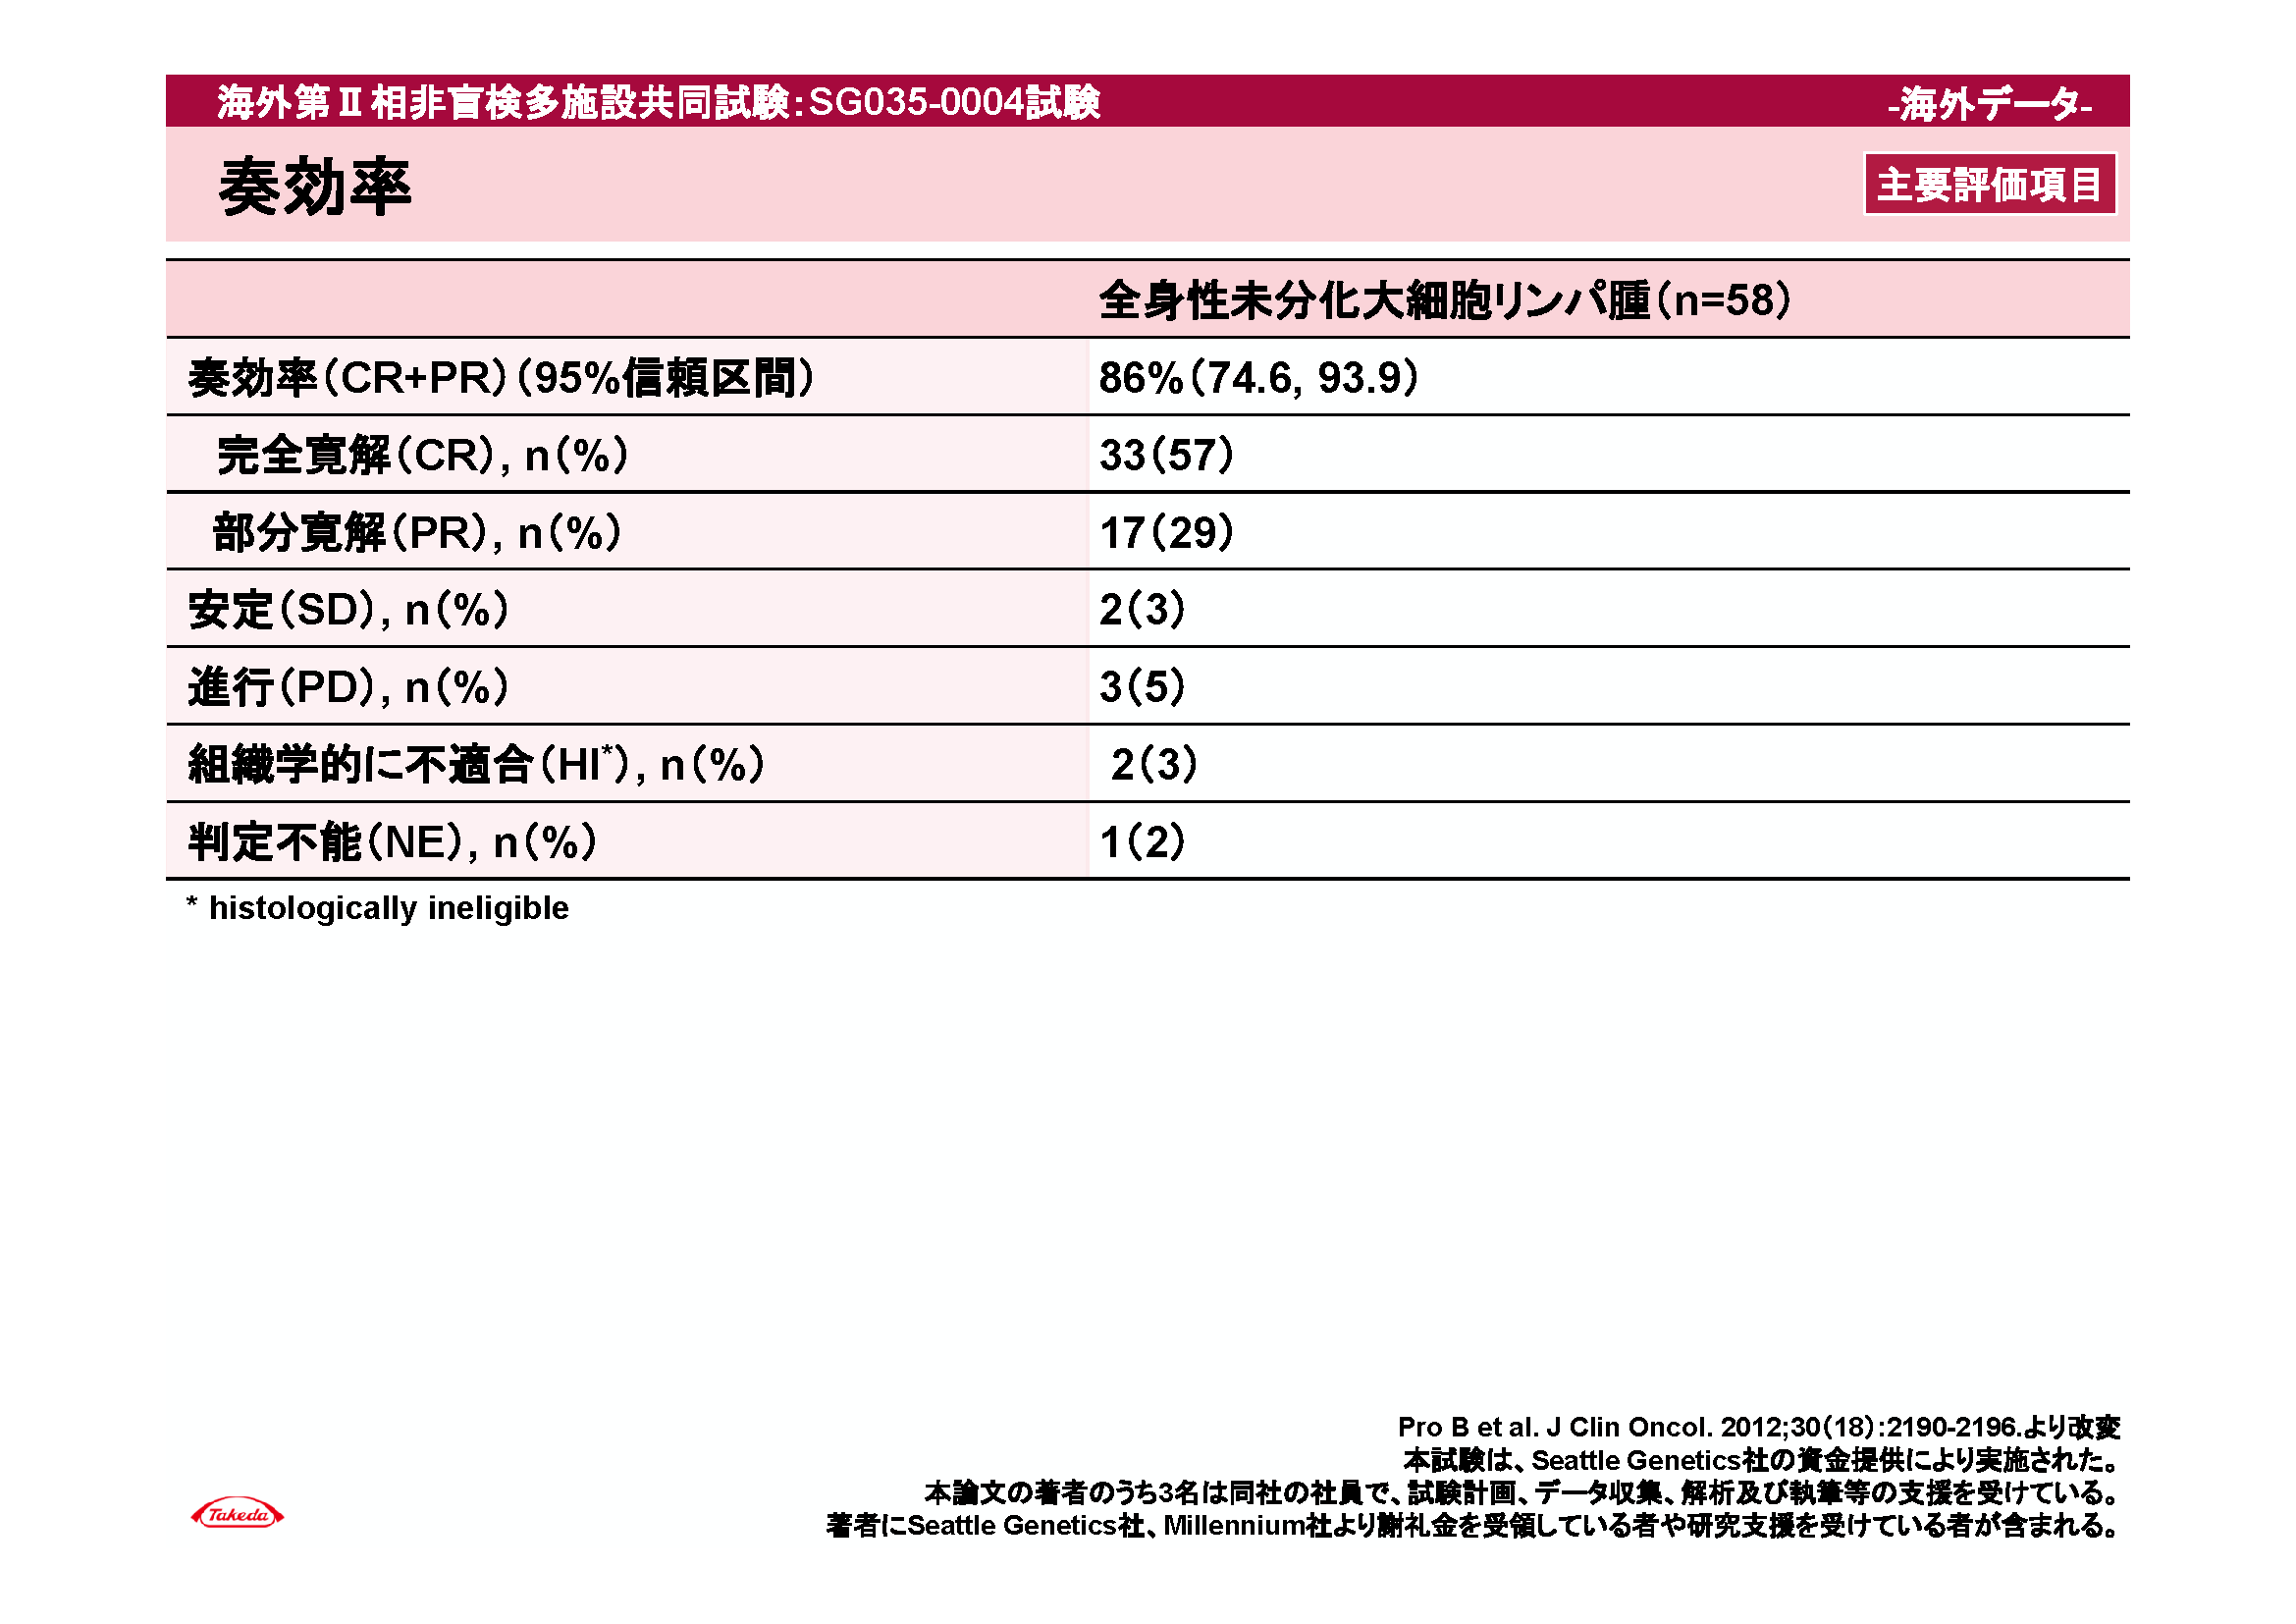 海外第Ⅱ相非盲検多施設共同試験：SG035-0004試験 -海外データ-
奏効率 主要評価項目
全身性未分化大細胞リンパ腫（n=58）
奏効率（CR+PR）（95%信頼区間） 86%（74.6, 93.9）
完全寛解（CR）, n（%） 33（57）
部分寛解（PR）, n（%） 17（29）
安定（SD）, n（%） 2（3）
進行（PD）, n（%） 3（5）
組織学的に不適合（HI*）, n（%） 2（3）
判定不能（NE）, n（%） 1（2）
* histologically ineligible
Pro B et al. J Clin Oncol. 2012;30（18）:2190-2196.より改変
本試験は、Seattle Genetics社の資金提供により実施された。
本論文の著者のうち3名は同社の社員で、試験計画、データ収集、解析及び執筆等の支援を受けている。
著者にSeattle Genetics社、Millennium社より謝礼金を受領している者や研究支援を受けている者が含まれる。
Takeda